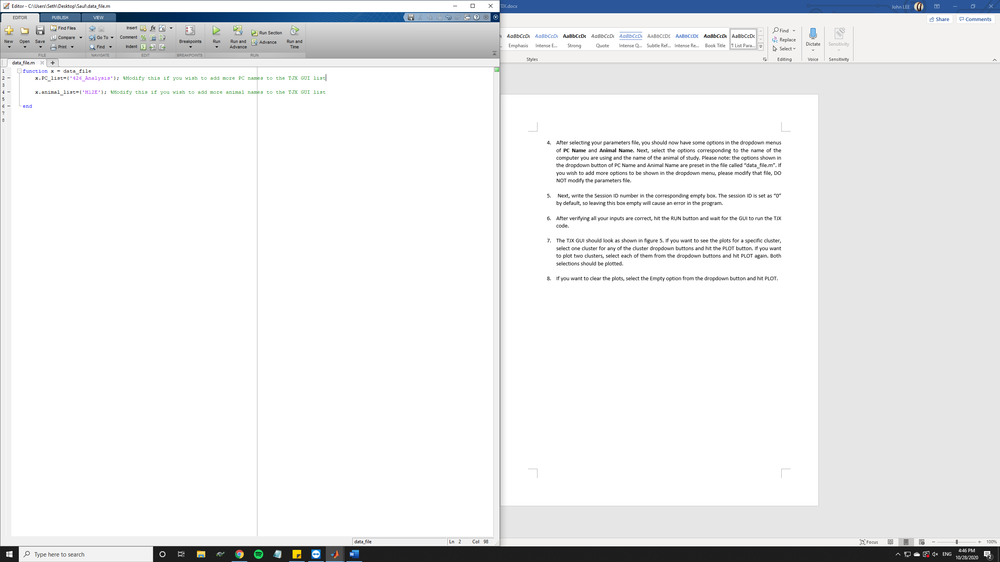 Editor - C:\Users\Seth\Desktop\Saul\data_file.m
TJX.docx
John LEE
EDITOR
PUBLISH
VIEW
Share
Comments
New
Open
Save
Find Files
Compare
Print
FILE
Go To
Find
NAVIGATE
Insert
fx
Comment
Indent
EDIT
Breakpoints
BREAKPOINTS
Run
Run and
Advance
Run Section
Advance
Run and
Time
RUN
AaBbCcDc Emphasis
AaBbCcDc Intense E...
AaBbCcDc Strong
AaBbCcDc Quote
AaBbCcDc Intense Q...
AABBCCDE Subtle Ref...
AABBCCDE Intense Re...
AaBbCcDc Book Title
AaBbCcDc ¶ List Para...
Styles
Find
Replace
Select
Editing
Dictate
Voice
Sensitivity
Sensitivity
data_file.m
1 function x = data_file
2 x.PC_list={'426_Analysis'}; %Modify this if you wish to add more PC names to the TJX GUI list
3
4 x.animal_list={'M12E'}; %Modify this if you wish to add more animal names to the TJX GUI list
5
6 end
7
8
4. After selecting your parameters file, you should now have some options in the dropdown menus
of PC Name and Animal Name. Next, select the options corresponding to the name of the
computer you are using and the name of the animal of study. Please note: the options shown in
the dropdown button of PC Name and Animal Name are preset in the file called “data_file.m”. If
you wish to add more options to be shown in the dropdown menu, please modify that file, DO
NOT modify the parameters file.
5. Next, write the Session ID number in the corresponding empty box. The session ID is set as “0”
by default, so leaving this box empty will cause an error in the program.
6. After verifying all your inputs are correct, hit the RUN button and wait for the GUI to run the TJX
code.
7. The TJX GUI should look as shown in figure 5. If you want to see the plots for a specific cluster,
select one cluster for any of the cluster dropdown buttons and hit the PLOT button. If you want
to plot two clusters, select each of them from the dropdown buttons and hit PLOT again. Both
selections should be plotted.
8. If you want to clear the plots, select the Empty option from the dropdown button and hit PLOT.
data_file
Ln 2 Col 98
Focus
100%
Type here to search
ENG
4:46 PM
10/28/2020
2